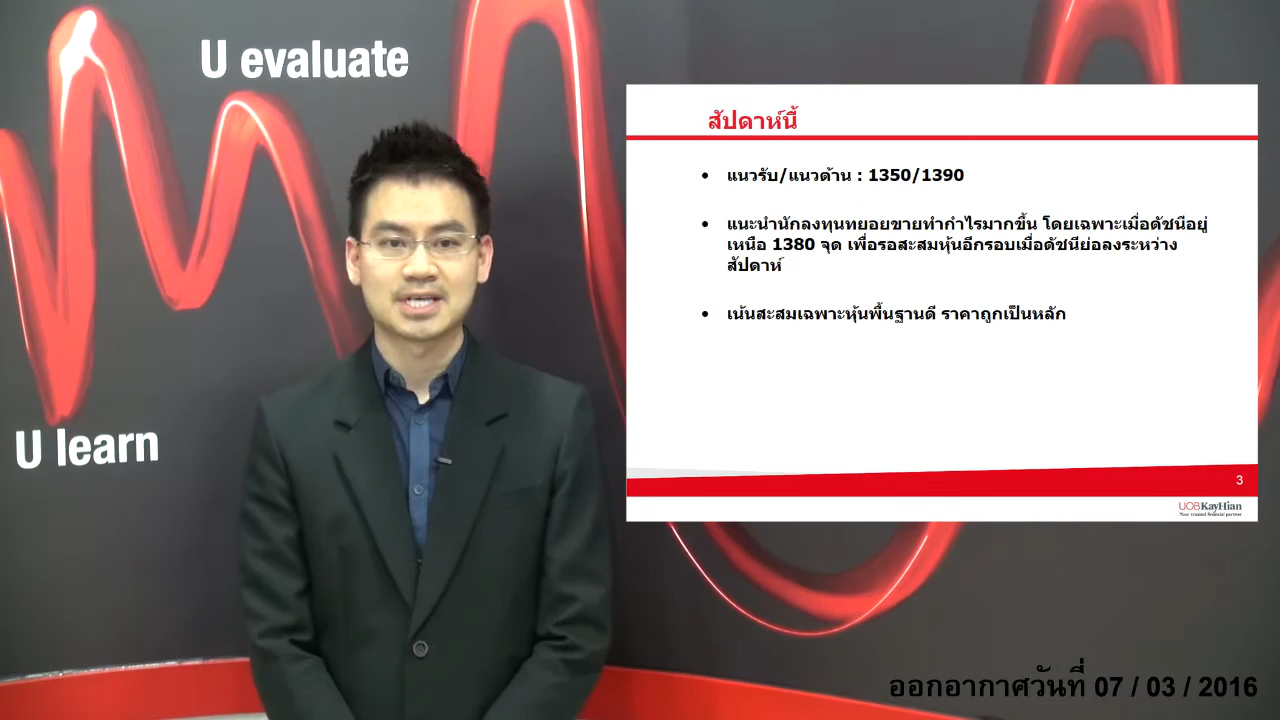 U evaluate
U learn
สัปดาห์นี้
• แนวรับ/แนวต้าน : 1350/1390
• แนะนำนักลงทุนทยอยขายทำกำไรมากขึ้น โดยเฉพาะเมื่อดัชนีอยู่
เหนือ 1380 จุด เพื่อรอสะสมหุ้นอีกรอบเมื่อดัชนีย่อลงระหว่าง
สัปดาห์
• เน้นสะสมเฉพาะหุ้นพื้นฐานดี ราคาถูกเป็นหลัก
3
UOBKayHian
Your trusted financial partner
ออกอากาศวันที่ 07 / 03 / 2016